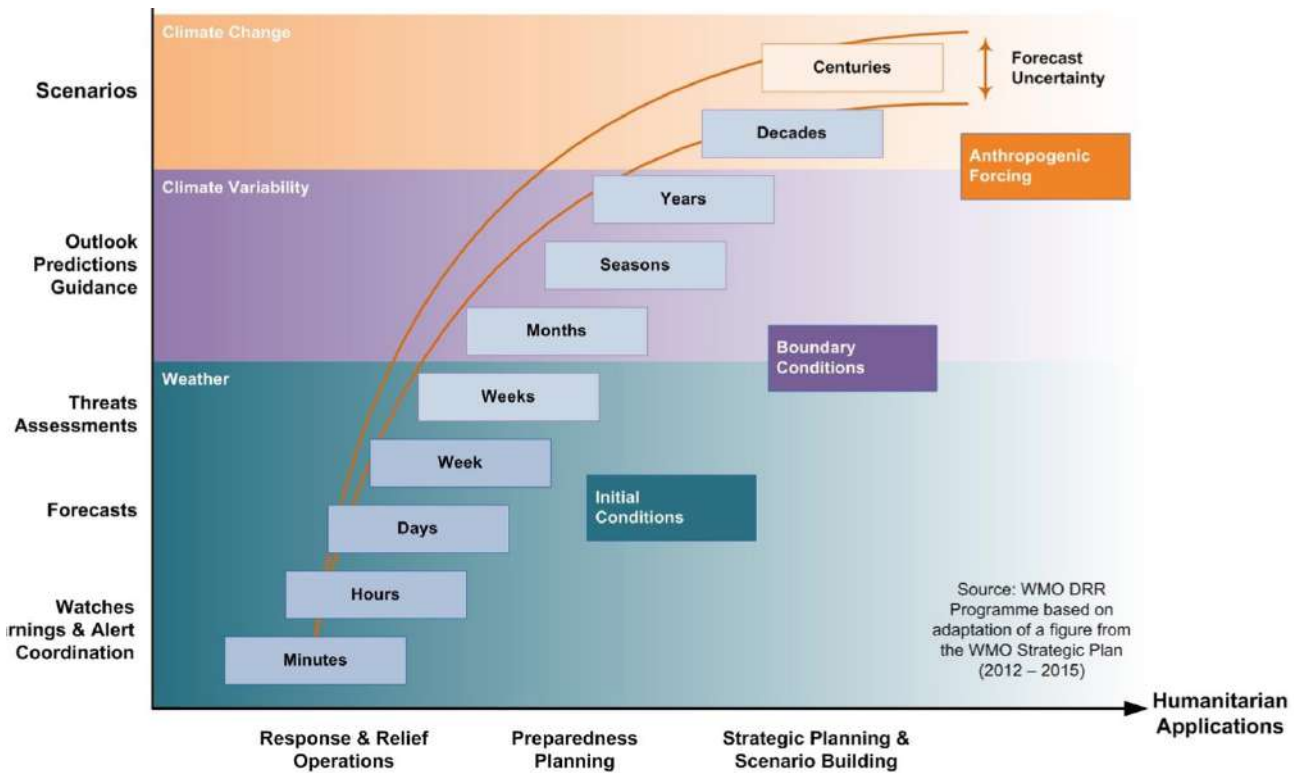 Climate Change
Scenarios
Centuries
Forecast
Uncertainty
Decades
Anthropogenic
Forcing
Climate Variability
Years
Outlook
Predictions
Guidance
Seasons
Months
Boundary
Conditions
Weather
Threats
Assessments
Weeks
Week
Initial
Conditions
Forecasts
Days
Hours
Watches
rnings & Alert
Coordination
Minutes
Source: WMO DRR
Programme based on
adaptation of a figure from
the WMO Strategic Plan
(2012 – 2015)
Humanitarian
Applications
Response & Relief
Operations
Preparedness
Planning
Strategic Planning &
Scenario Building